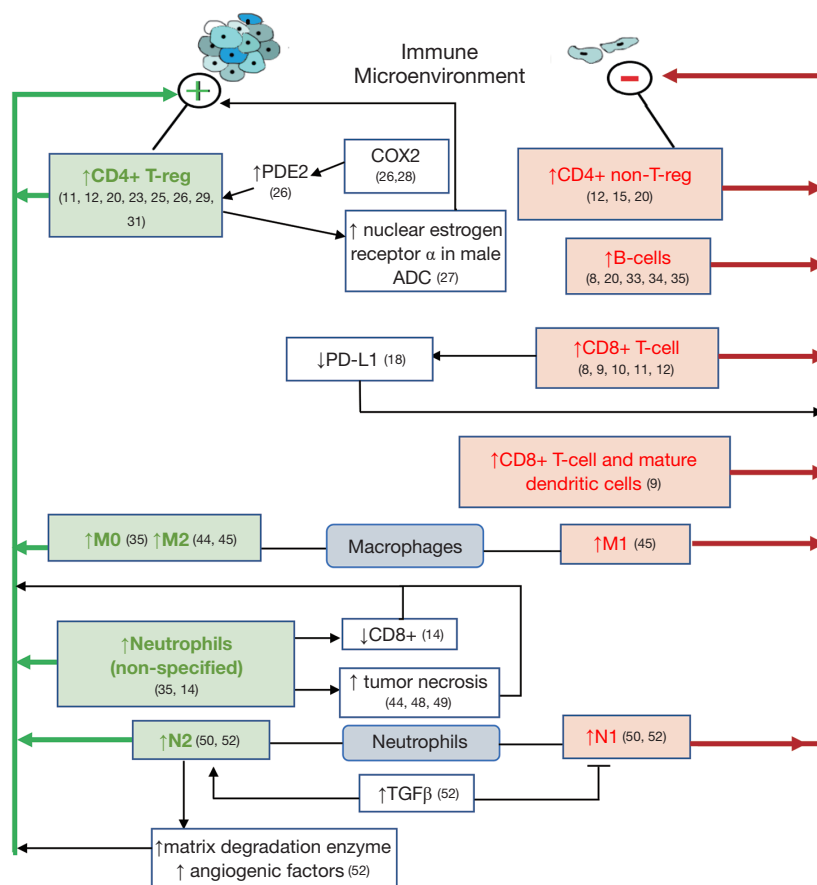 Immune
Microenvironment
+
−
↑CD4+ T-reg
(11, 12, 20, 23, 25, 26, 29,
31)
↑PDE2
(26)
COX2
(26,28)
↑CD4+ non-T-reg
(12, 15, 20)
↑ nuclear estrogen
receptor α in male
ADC (27)
↑B-cells
(8, 20, 33, 34, 35)
↓PD-L1 (18)
↑CD8+ T-cell
(8, 9, 10, 11, 12)
↑CD8+ T-cell and mature
dendritic cells (9)
↑M0 (35) ↑M2 (44, 45)
Macrophages
↑M1 (45)
↑Neutrophils
(non-specified)
(35, 14)
↓CD8+ (14)
↑ tumor necrosis
(44, 48, 49)
↑N2 (50, 52)
Neutrophils
↑N1 (50, 52)
↑TGFβ (52)
↑matrix degradation enzyme
↑ angiogenic factors (52)